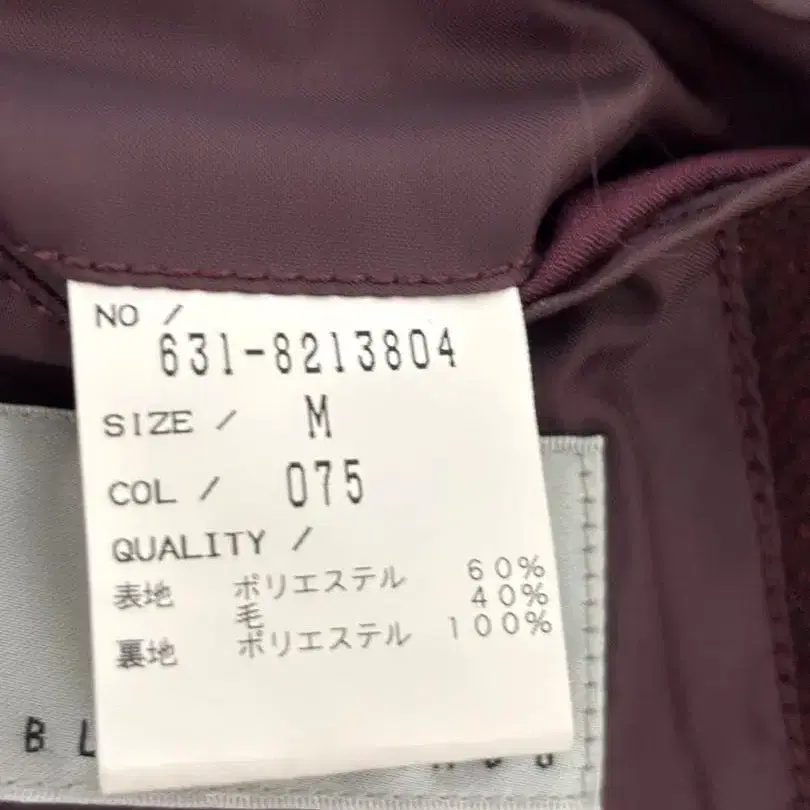 NO /
631-8213804
SIZE / M
COL / 075
QUALITY /
表地 ポリエステル 60%
毛 40%
裏地 ポリエステル 100%
B L